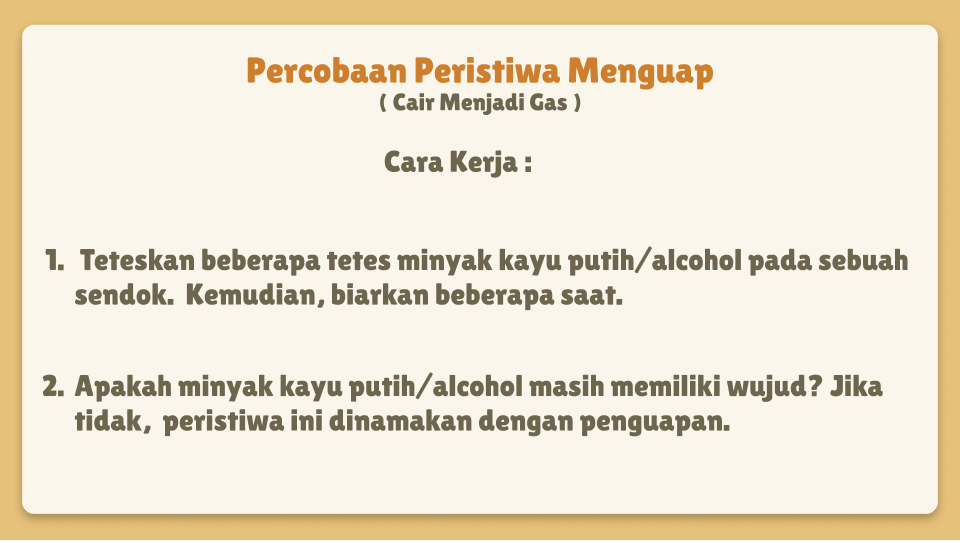 Percobaan Peristiwa Menguap
( Cair Menjadi Gas )
Cara Kerja :
1. Teteskan beberapa tetes minyak kayu putih/alcohol pada sebuah
sendok. Kemudian, biarkan beberapa saat.
2. Apakah minyak kayu putih/alcohol masih memiliki wujud? Jika
tidak, peristiwa ini dinamakan dengan penguapan.